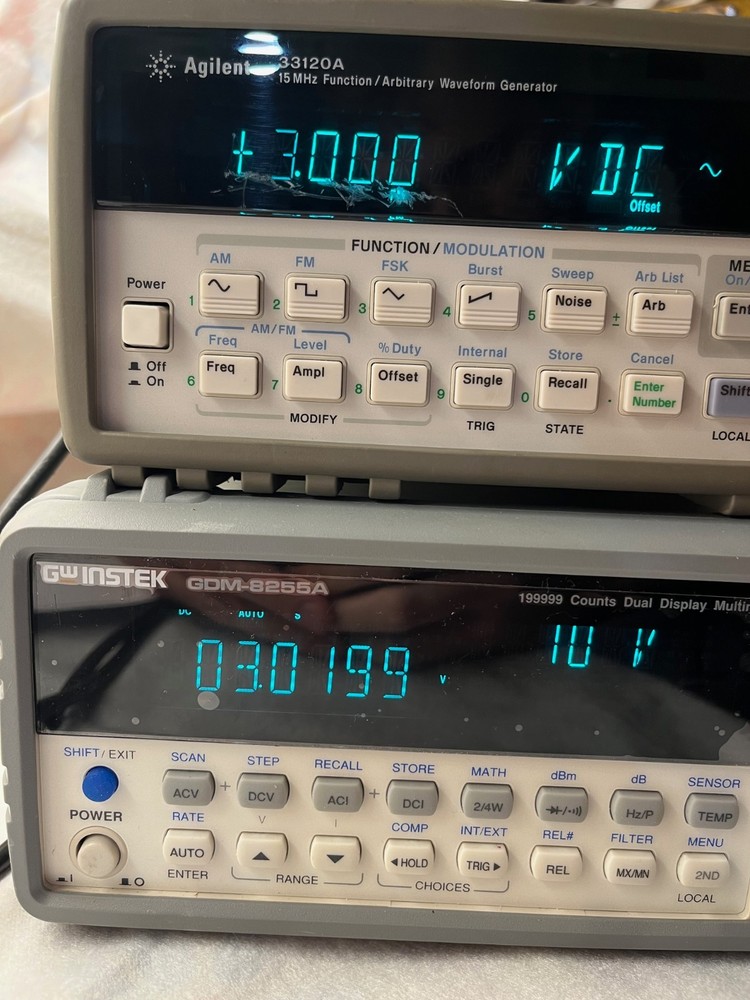 Agilent 33120A
15 MHz Function / Arbitrary Waveform Generator
+3.000 VDC
Offset
FUNCTION / MODULATION
AM FM FSK Burst Sweep Arb List
Power
1 2 3 4 5 Noise ± Arb
AM/FM
Freq Level % Duty Internal Store Cancel
Off
On
6 Freq 7 Ampl 8 Offset 9 Single 0 Recall . Enter Number Shift
MODIFY TRIG STATE LOCAL
GWINSTEK GDM-8255A
199999 Counts Dual Display
DC AUTO S
03.0199 V 10 V
SHIFT / EXIT SCAN STEP RECALL STORE MATH dBm dB SENSOR
ACV + DCV ACI + DCI 2/4W Hz/P TEMP
POWER RATE V I COMP INT/EXT REL# FILTER MENU
AUTO HOLD TRIG REL MX/MN 2ND
I O ENTER RANGE CHOICES LOCAL